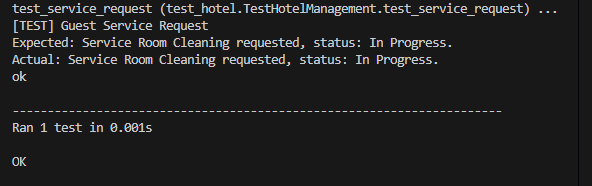 test_service_request (test_hotel.TestHotelManagement.test_service_request) ...
[TEST] Guest Service Request
Expected: Service Room Cleaning requested, status: In Progress.
Actual: Service Room Cleaning requested, status: In Progress.
ok
----------------------------------------------------------------------
Ran 1 test in 0.001s
OK